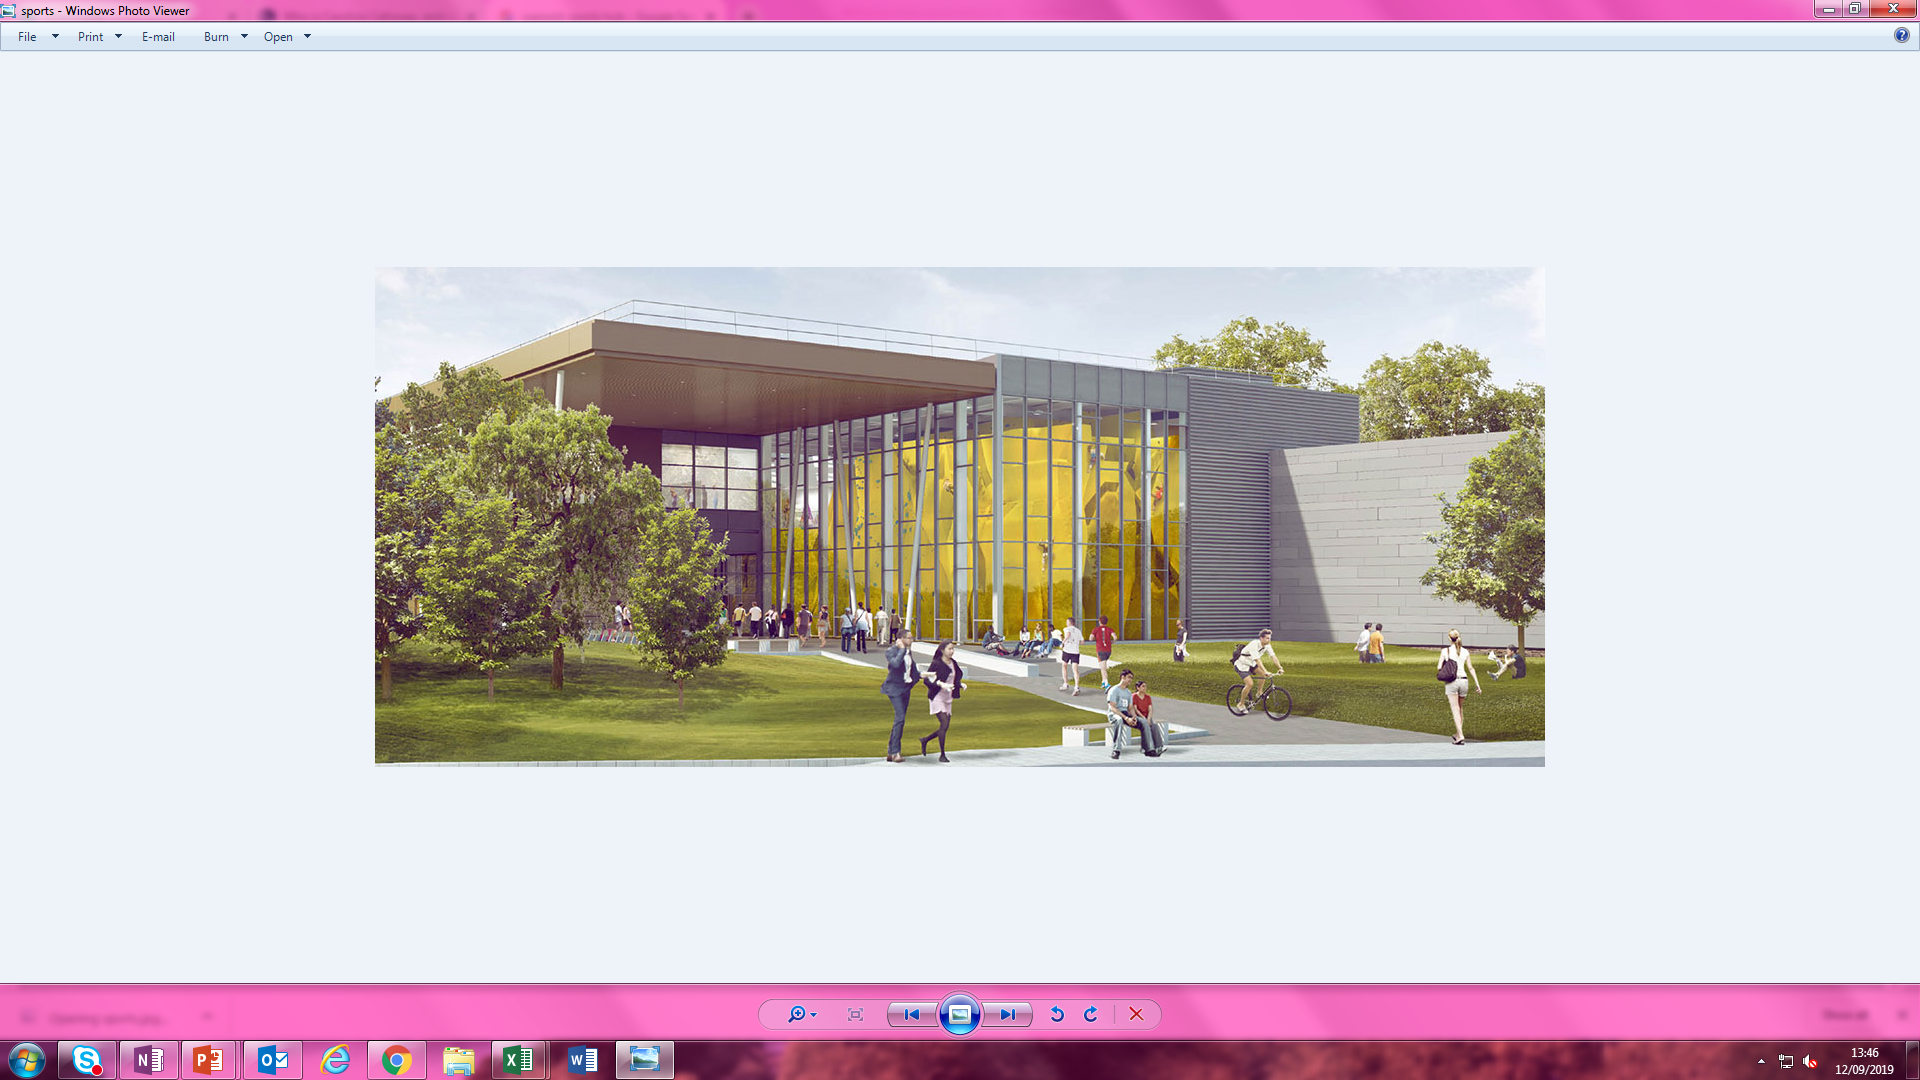 sports - Windows Photo Viewer
File Print E-mail Burn Open
13:46
12/09/2019